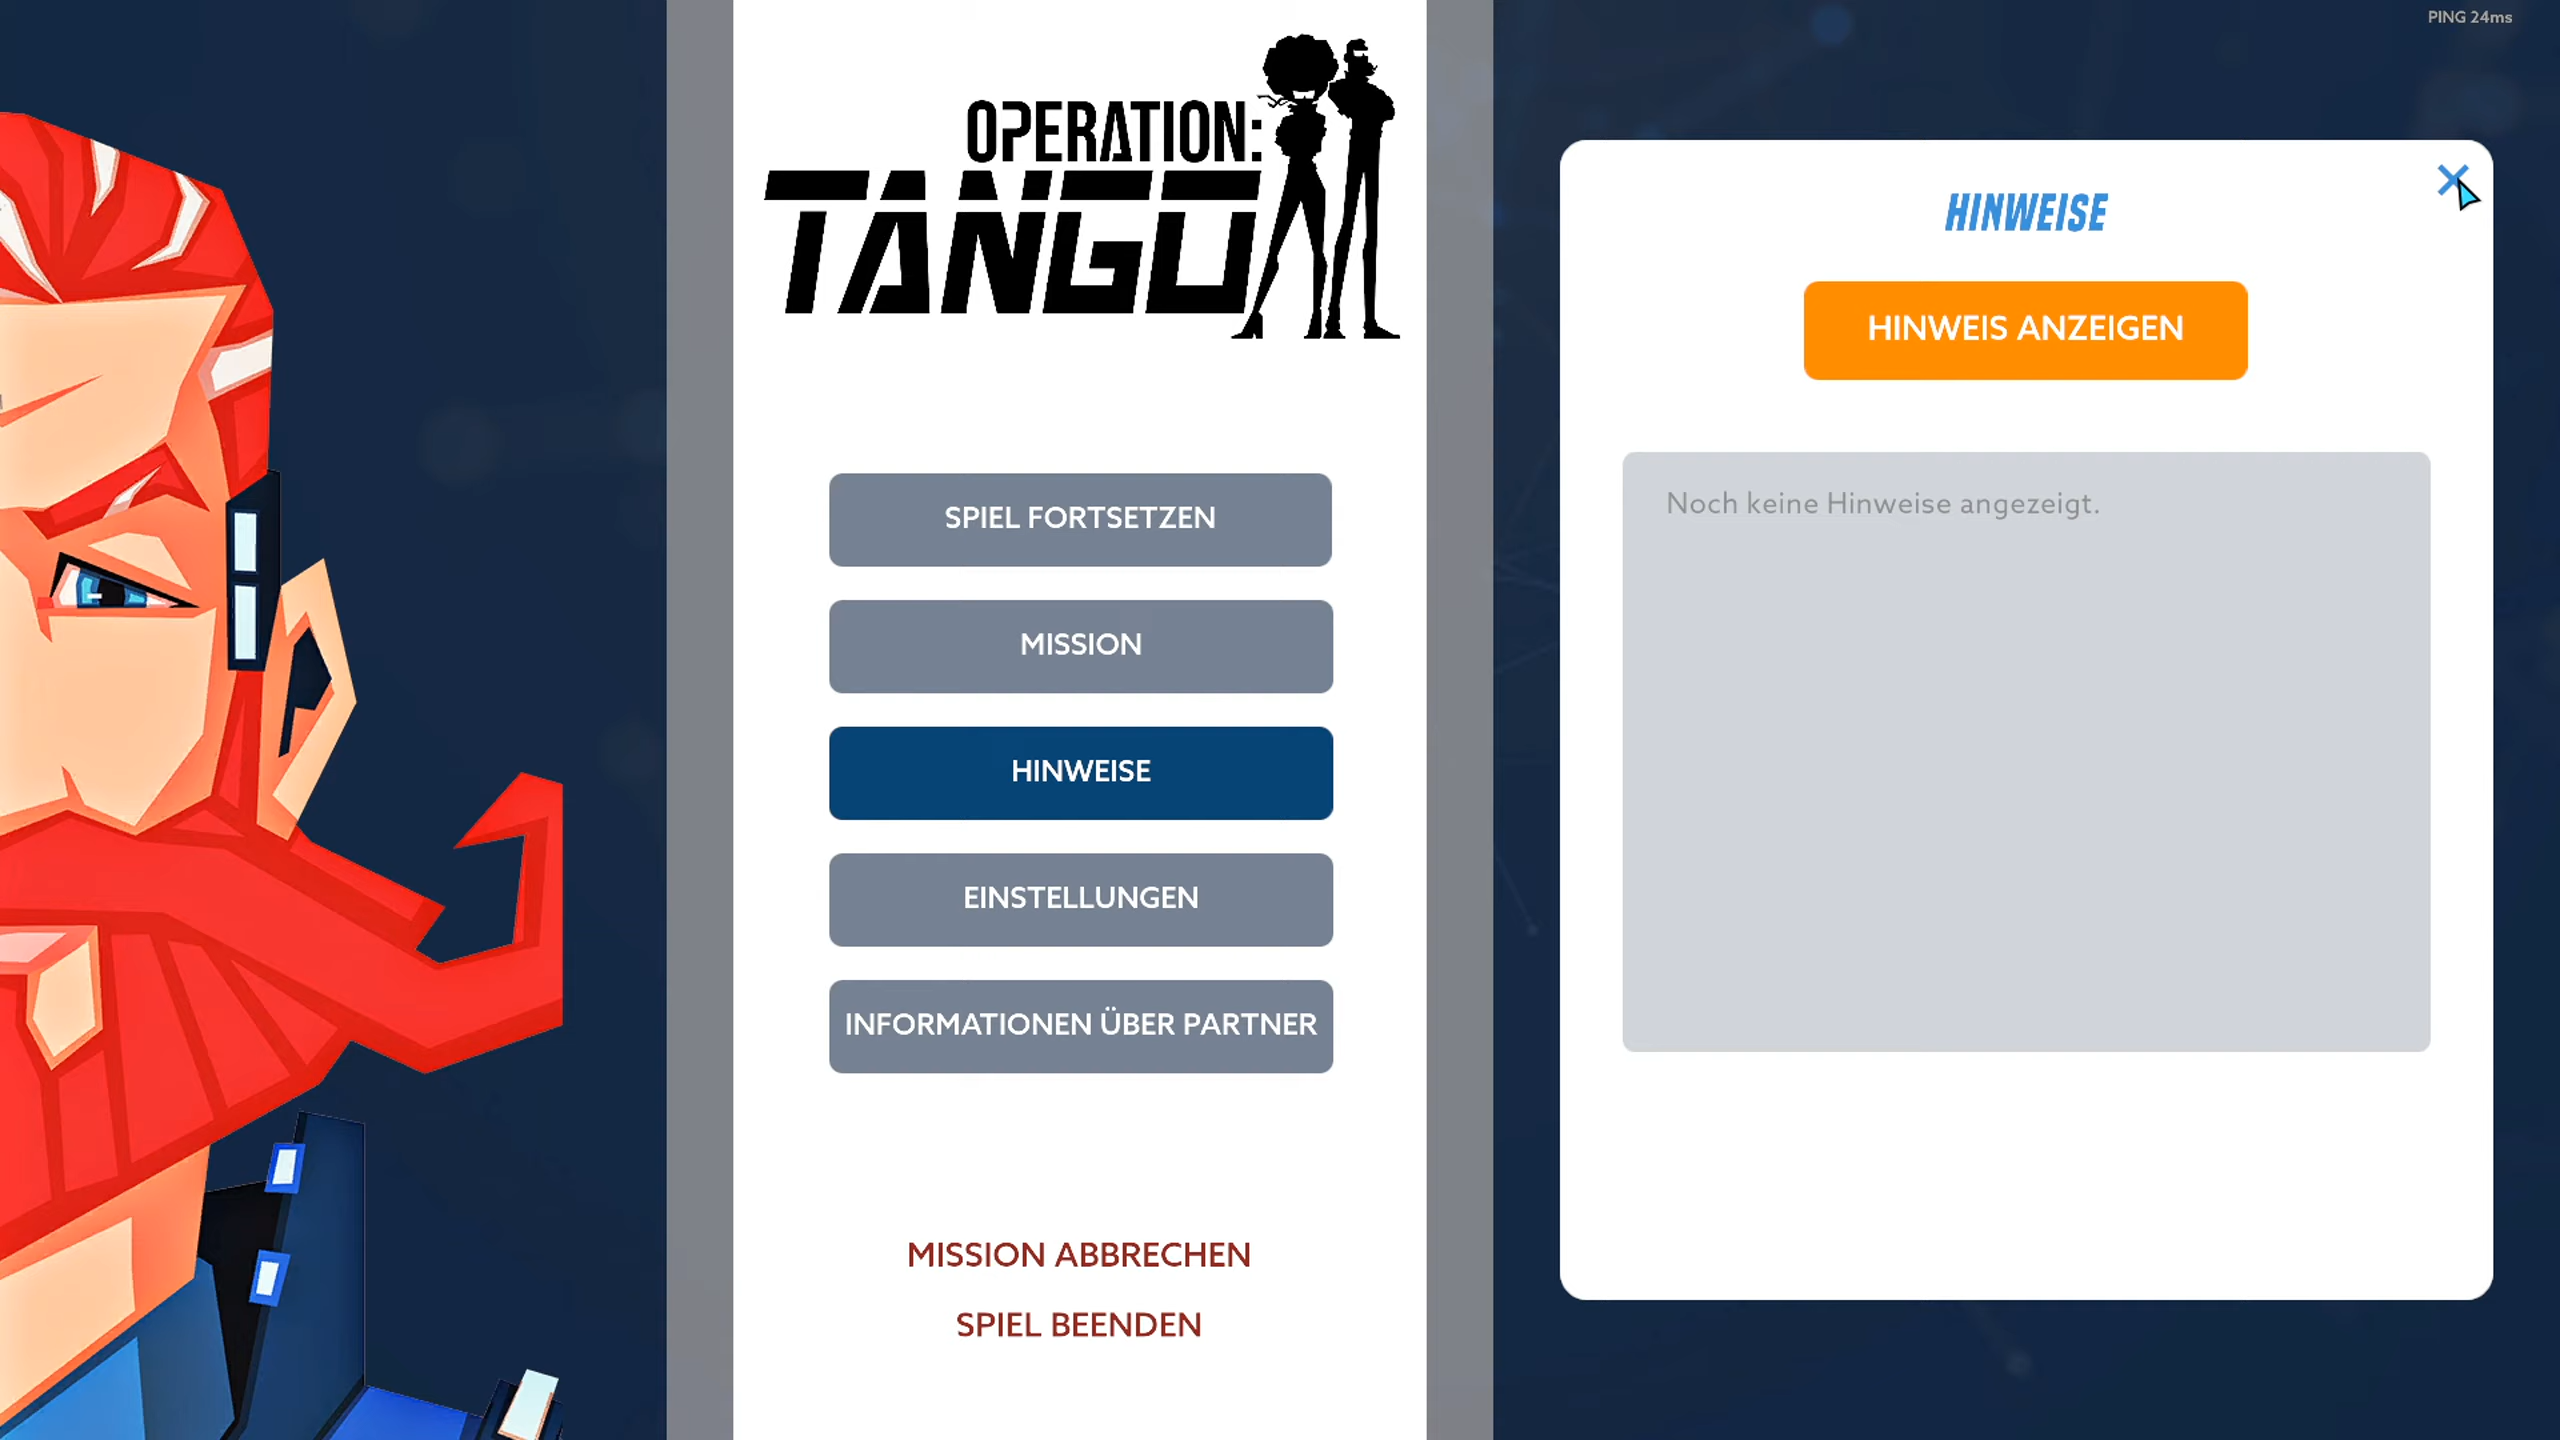 PING 24ms
OPERATION:
TANGO
SPIEL FORTSETZEN
MISSION
HINWEISE
EINSTELLUNGEN
INFORMATIONEN ÜBER PARTNER
MISSION ABBRECHEN
SPIEL BEENDEN
HINWEISE
HINWEIS ANZEIGEN
Noch keine Hinweise angezeigt.